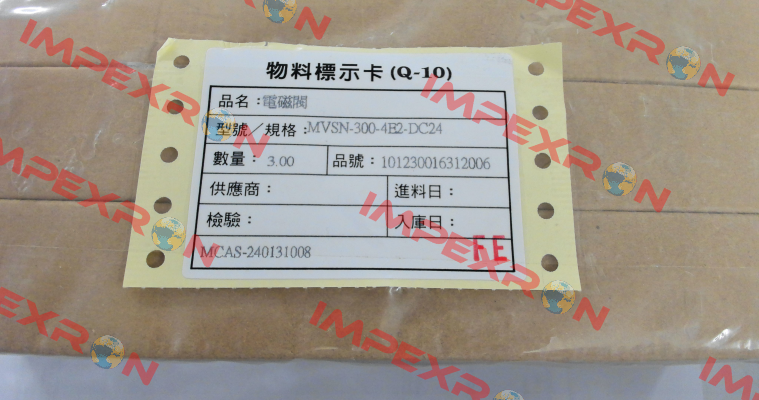 物料標示卡 (Q-10)
品名：電磁閥
型號／規格：MVSN-300-4E2-DC24
數量： 3.00 品號：101230016312006
供應商： 進料日：
檢驗： 入庫日：
MCAS-240131008 FE
IMPEXRON
IMPEXRON
IMPEXRON
IMPEXRON
IMPEXRON
IMPEXRON
IMPEXRON
IMPEXRON